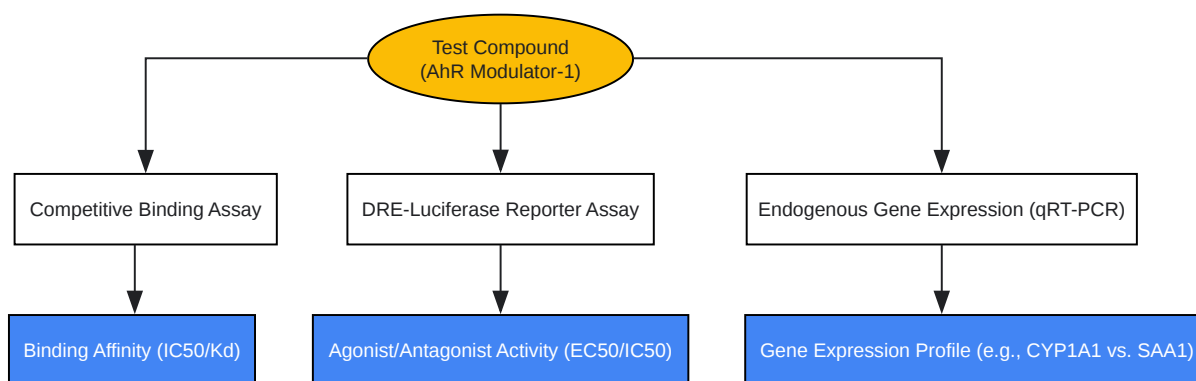 Test Compound
(AhR Modulator-1)
Competitive Binding Assay
DRE-Luciferase Reporter Assay
Endogenous Gene Expression (qRT-PCR)
Binding Affinity (IC50/Kd)
Agonist/Antagonist Activity (EC50/IC50)
Gene Expression Profile (e.g., CYP1A1 vs. SAA1)